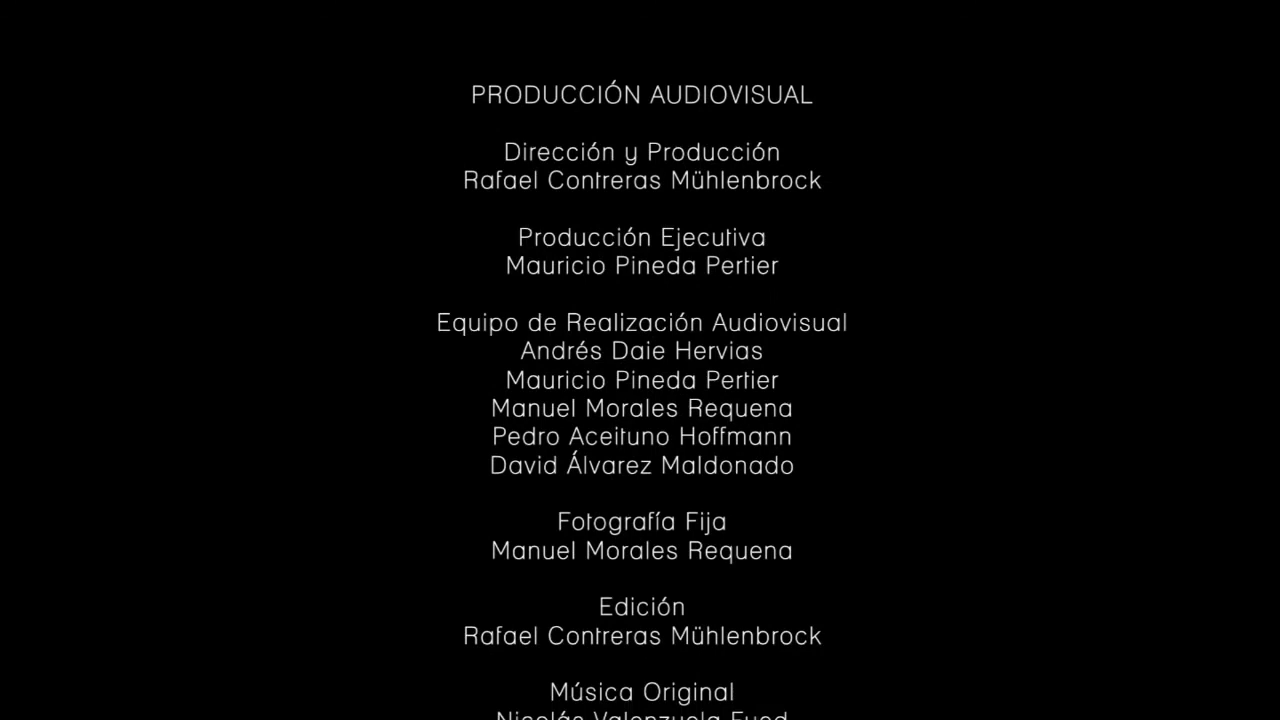 PRODUCCIÓN AUDIOVISUAL
Dirección y Producción
Rafael Contreras Mühlenbrock
Producción Ejecutiva
Mauricio Pineda Pertier
Equipo de Realización Audiovisual
Andrés Daie Hervias
Mauricio Pineda Pertier
Manuel Morales Requena
Pedro Aceituno Hoffmann
David Álvarez Maldonado
Fotografía Fija
Manuel Morales Requena
Edición
Rafael Contreras Mühlenbrock
Música Original
Nicolás Valenzuela